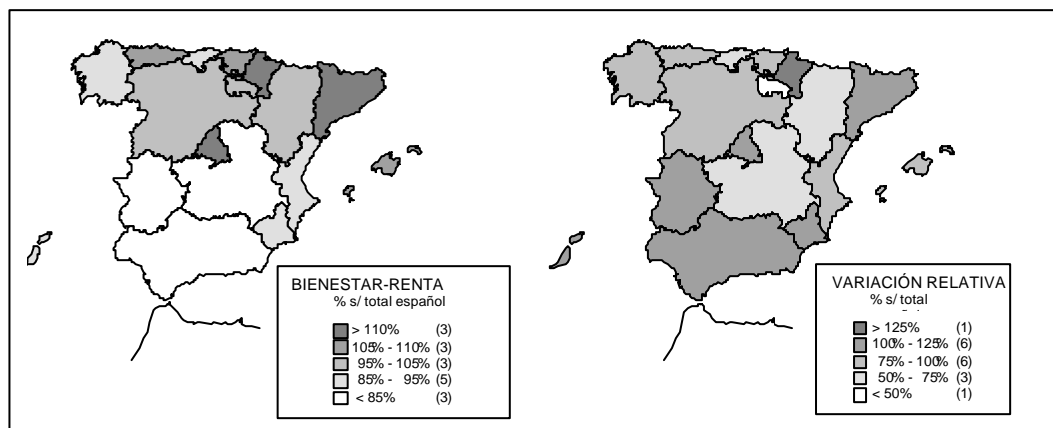 BIENESTAR-RENTA
% s/ total español
> 110% (3)
105% - 110% (3)
95% - 105% (3)
85% - 95% (5)
< 85% (3)
VARIACIÓN RELATIVA
% s/ total
> 125% (1)
100% - 125% (6)
75% - 100% (6)
50% - 75% (3)
< 50% (1)